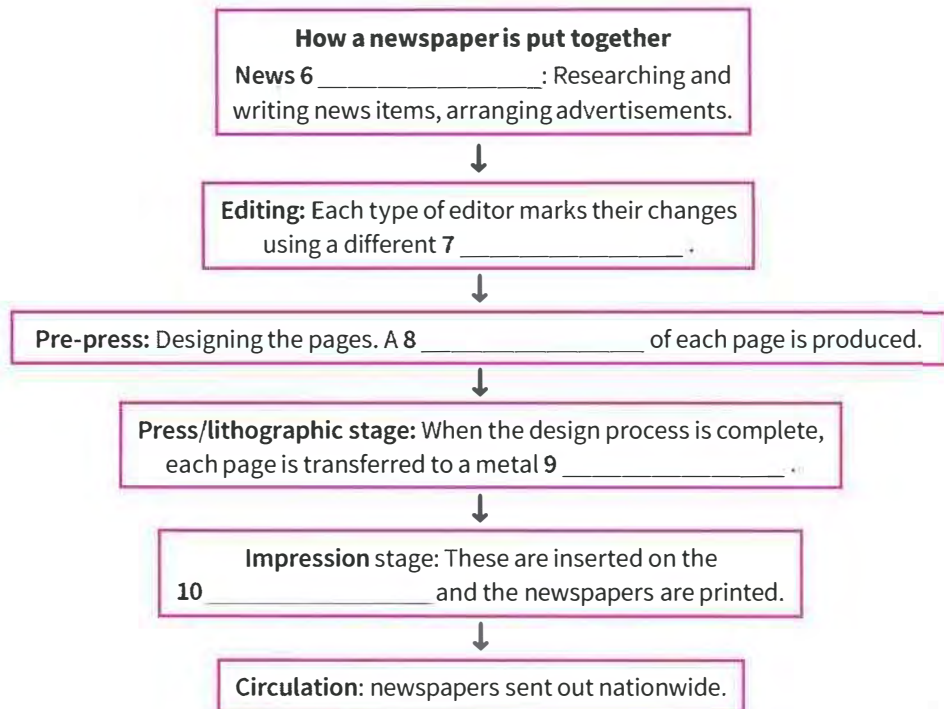 How a newspaper is put together
News 6 ________________: Researching and
writing news items, arranging advertisements.
↓
Editing: Each type of editor marks their changes
using a different 7 ________________ .
↓
Pre-press: Designing the pages. A 8 ________________ of each page is produced.
↓
Press/lithographic stage: When the design process is complete,
each page is transferred to a metal 9 ________________ .
↓
Impression stage: These are inserted on the
10 ________________ and the newspapers are printed.
↓
Circulation: newspapers sent out nationwide.